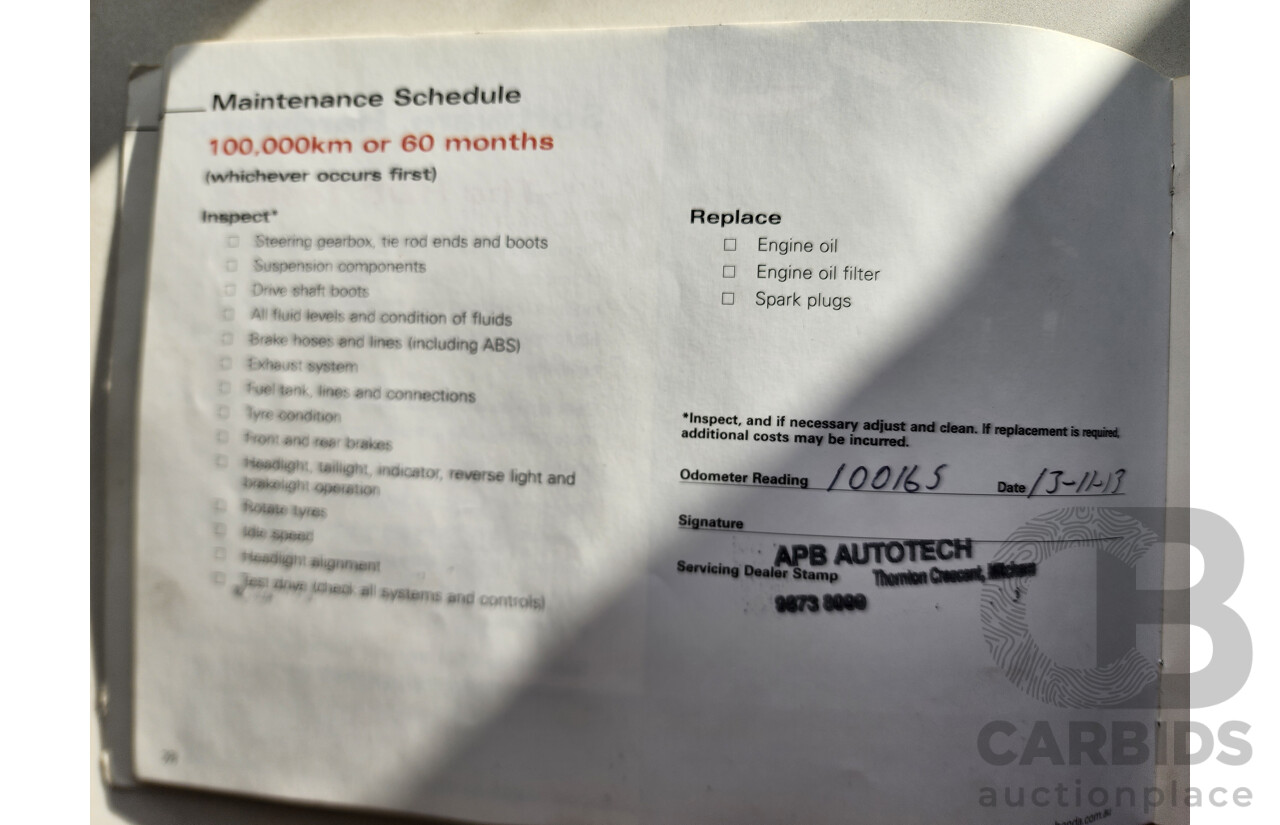 Maintenance Schedule
100,000km or 60 months
(whichever occurs first)
Inspect*
Steering gearbox, tie rod ends and boots
Suspension components
Drive shaft boots
All fluid levels and condition of fluids
Brake hoses and lines (including ABS)
Exhaust system
Fuel tank, lines and connections
Tyre condition
Front and rear brakes
Headlight, taillight, indicator, reverse light and
brakelight operation
Rotate tyres
Idle speed
Headlight alignment
Test drive (check all systems and controls)
Replace
Engine oil
Engine oil filter
Spark plugs
*Inspect, and if necessary adjust and clean. If replacement is required,
additional costs may be incurred.
Odometer Reading 100165 Date 13-11-13
Signature
APB AUTOTECH
Servicing Dealer Stamp Thornton Crescent,
9873
CARBIDS
auctionplace